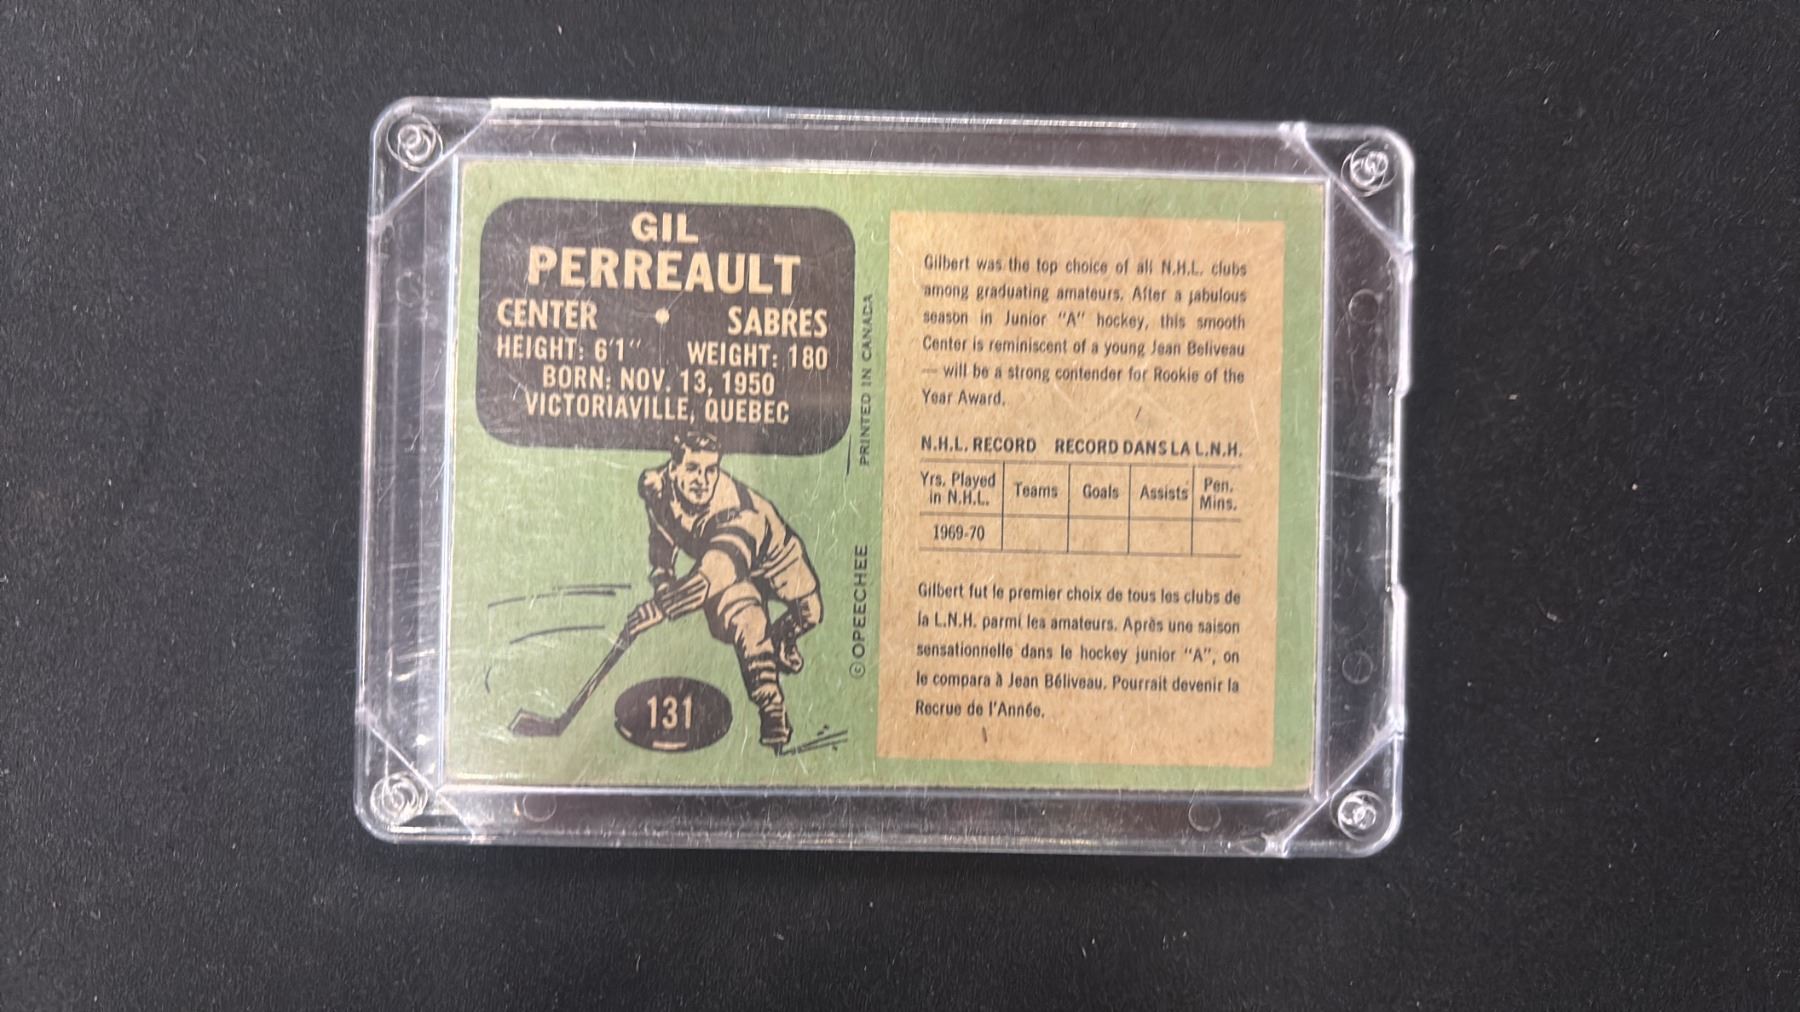 GIL
PERREAULT
CENTER • SABRES
HEIGHT: 6'1" WEIGHT: 180
BORN: NOV. 13, 1950
VICTORIAVILLE, QUEBEC
131
PRINTED IN CANADA
© OPEECHEE
Gilbert was the top choice of all N.H.L. clubs
among graduating amateurs. After a fabulous
season in Junior "A" hockey, this smooth
Center is reminiscent of a young Jean Beliveau
— will be a strong contender for Rookie of the
Year Award.
N.H.L. RECORD RECORD DANS LA L.N.H.
Yrs. Played in N.H.L. Teams Goals Assists Pen. Mins.
1969-70
Gilbert fut le premier choix de tous les clubs de
la L.N.H. parmi les amateurs. Après une saison
sensationnelle dans le hockey junior "A", on
le compara à Jean Béliveau. Pourrait devenir la
Recrue de l'Année.